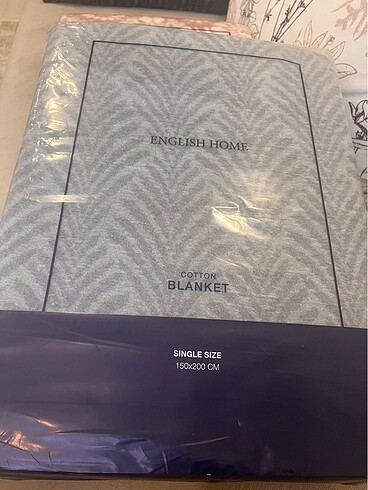 ENGLISH HOME
COTTON
BLANKET
SINGLE SIZE
150x200 CM